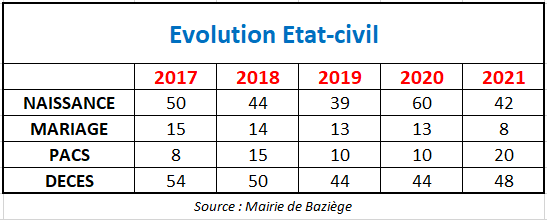 Evolution Etat-civil
2017 2018 2019 2020 2021
NAISSANCE 50 44 39 60 42
MARIAGE 15 14 13 13 8
PACS 8 15 10 10 20
DECES 54 50 44 44 48
Source : Mairie de Baziège